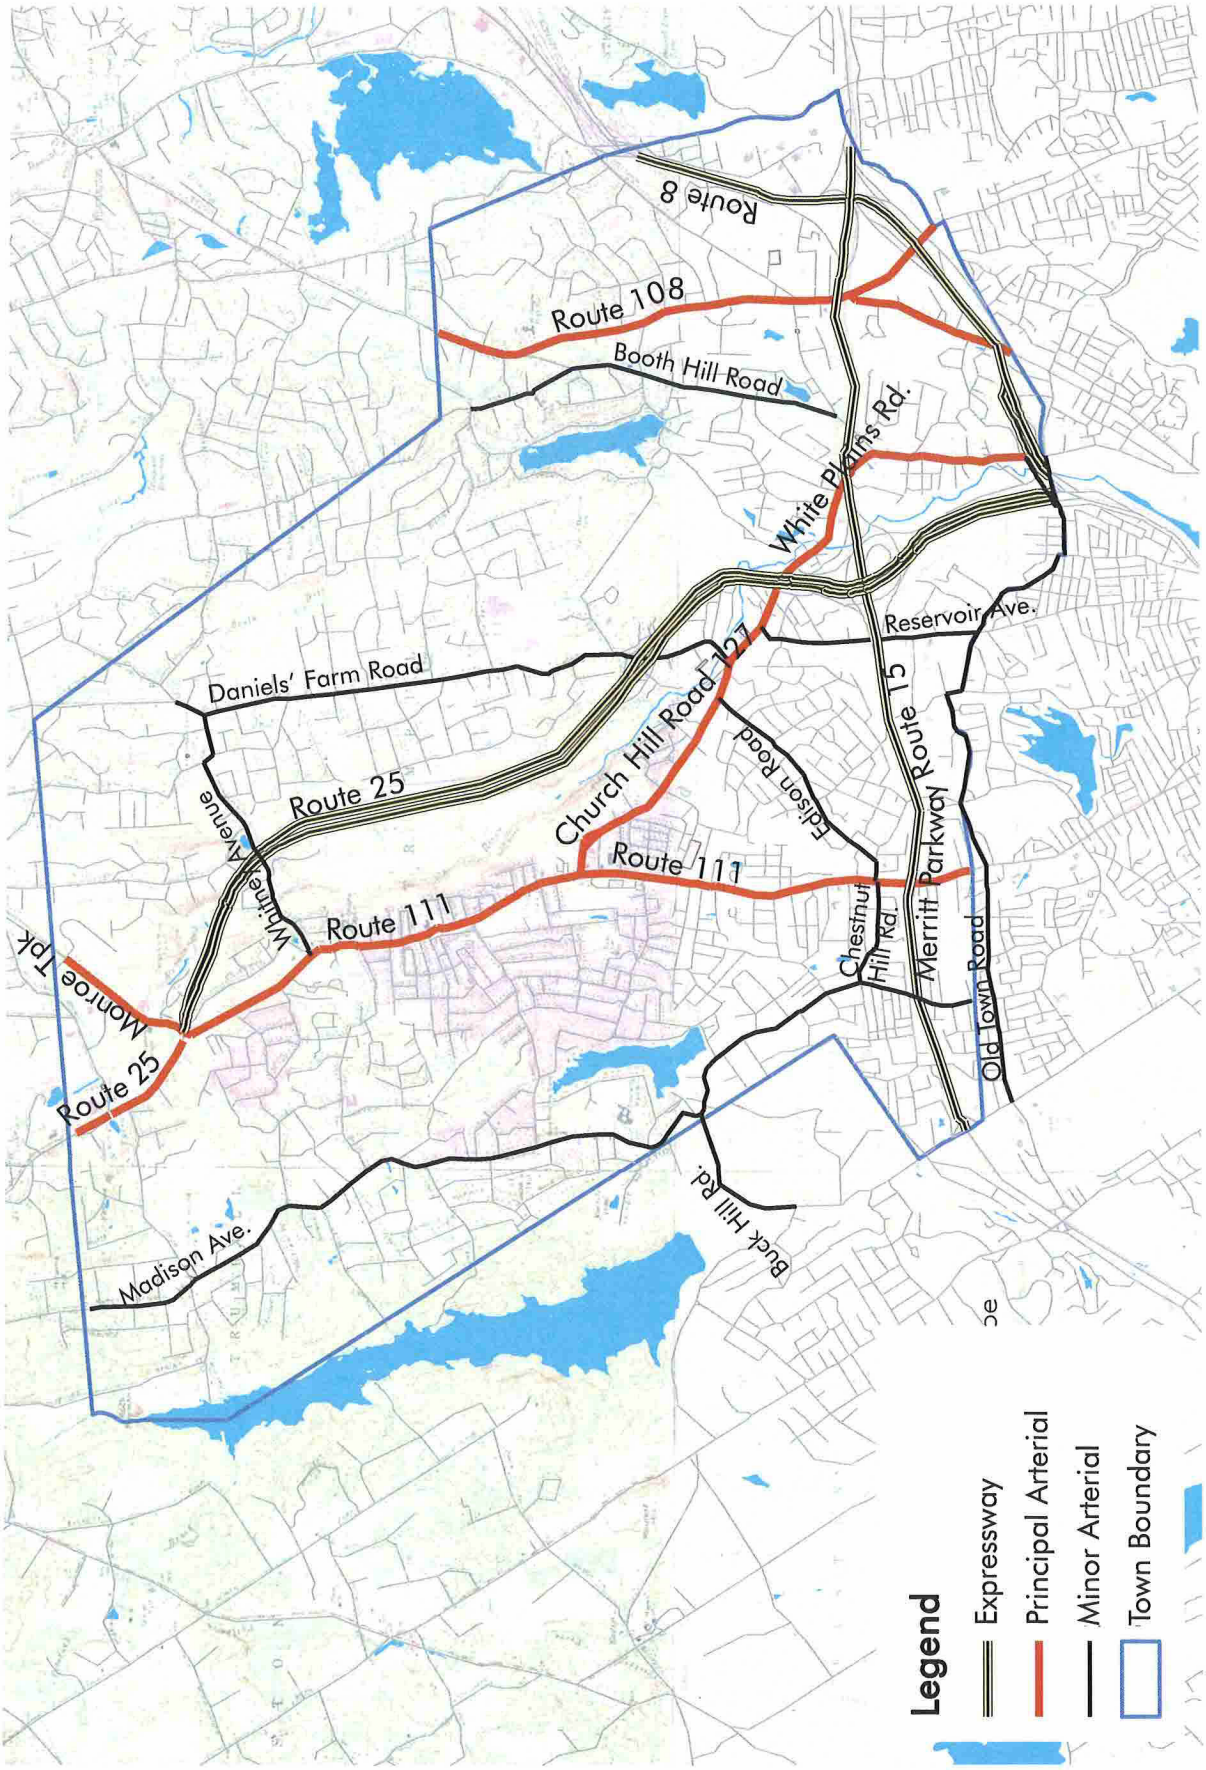 Monroe Tpk
Route 25
Whitney Avenue
Daniels' Farm Road
Route 25
Route 111
Madison Ave.
Route 108
Route 8
Booth Hill Road
White Plains Rd.
Church Hill Road 127
Route 111
Edison Road
Reservoir Ave.
Merritt Parkway Route 15
Chestnut
Hill Rd.
Old Town Road
Buck Hill Rd.
Legend
Expressway
Principal Arterial
Minor Arterial
Town Boundary